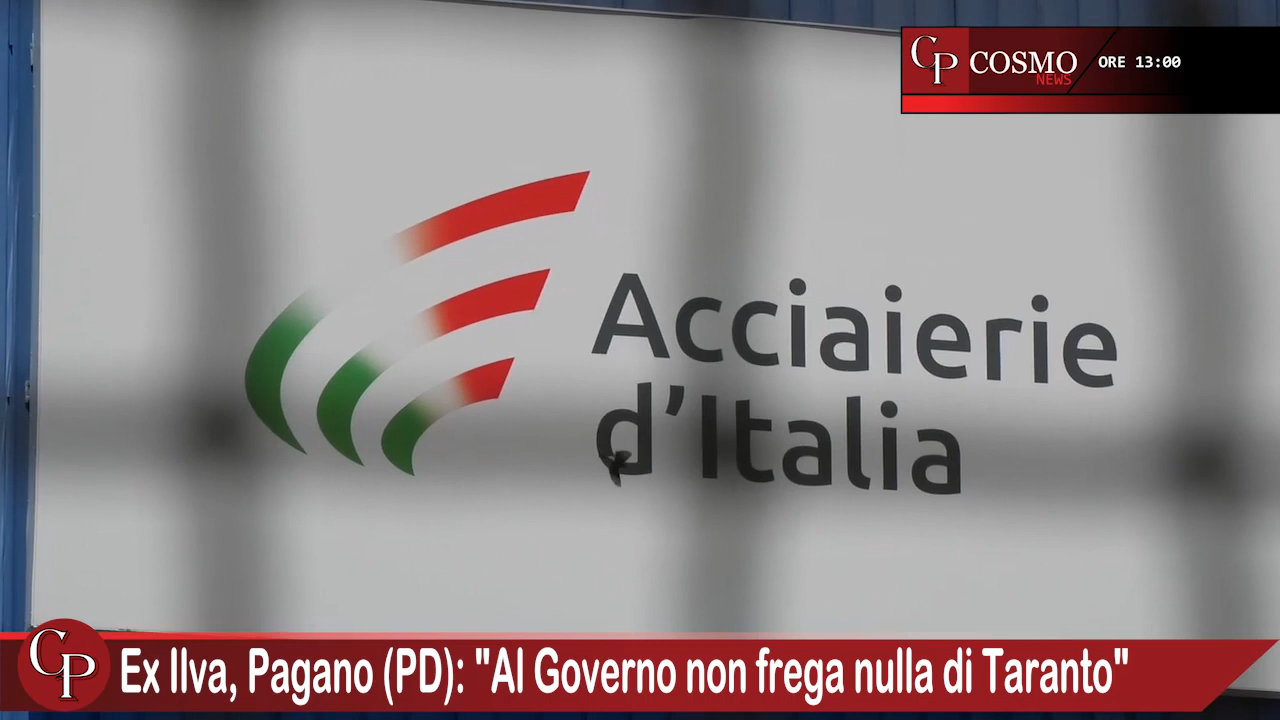 CP COSMO NEWS ORE 13:00
Acciaierie
d'Italia
CP Ex Ilva, Pagano (PD): "Al Governo non frega nulla di Taranto"